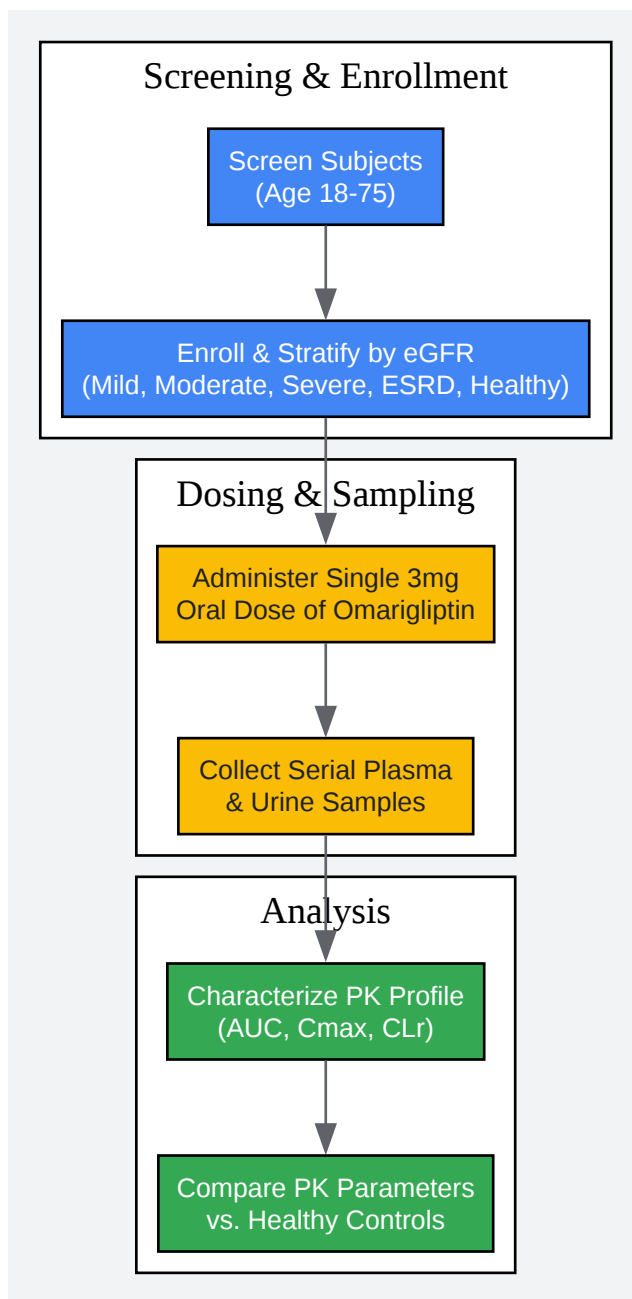 Screening & Enrollment
Screen Subjects
(Age 18-75)
Enroll & Stratify by eGFR
(Mild, Moderate, Severe, ESRD, Healthy)
Dosing & Sampling
Administer Single 3mg
Oral Dose of Omarigliptin
Collect Serial Plasma
& Urine Samples
Analysis
Characterize PK Profile
(AUC, Cmax, CLr)
Compare PK Parameters
vs. Healthy Controls